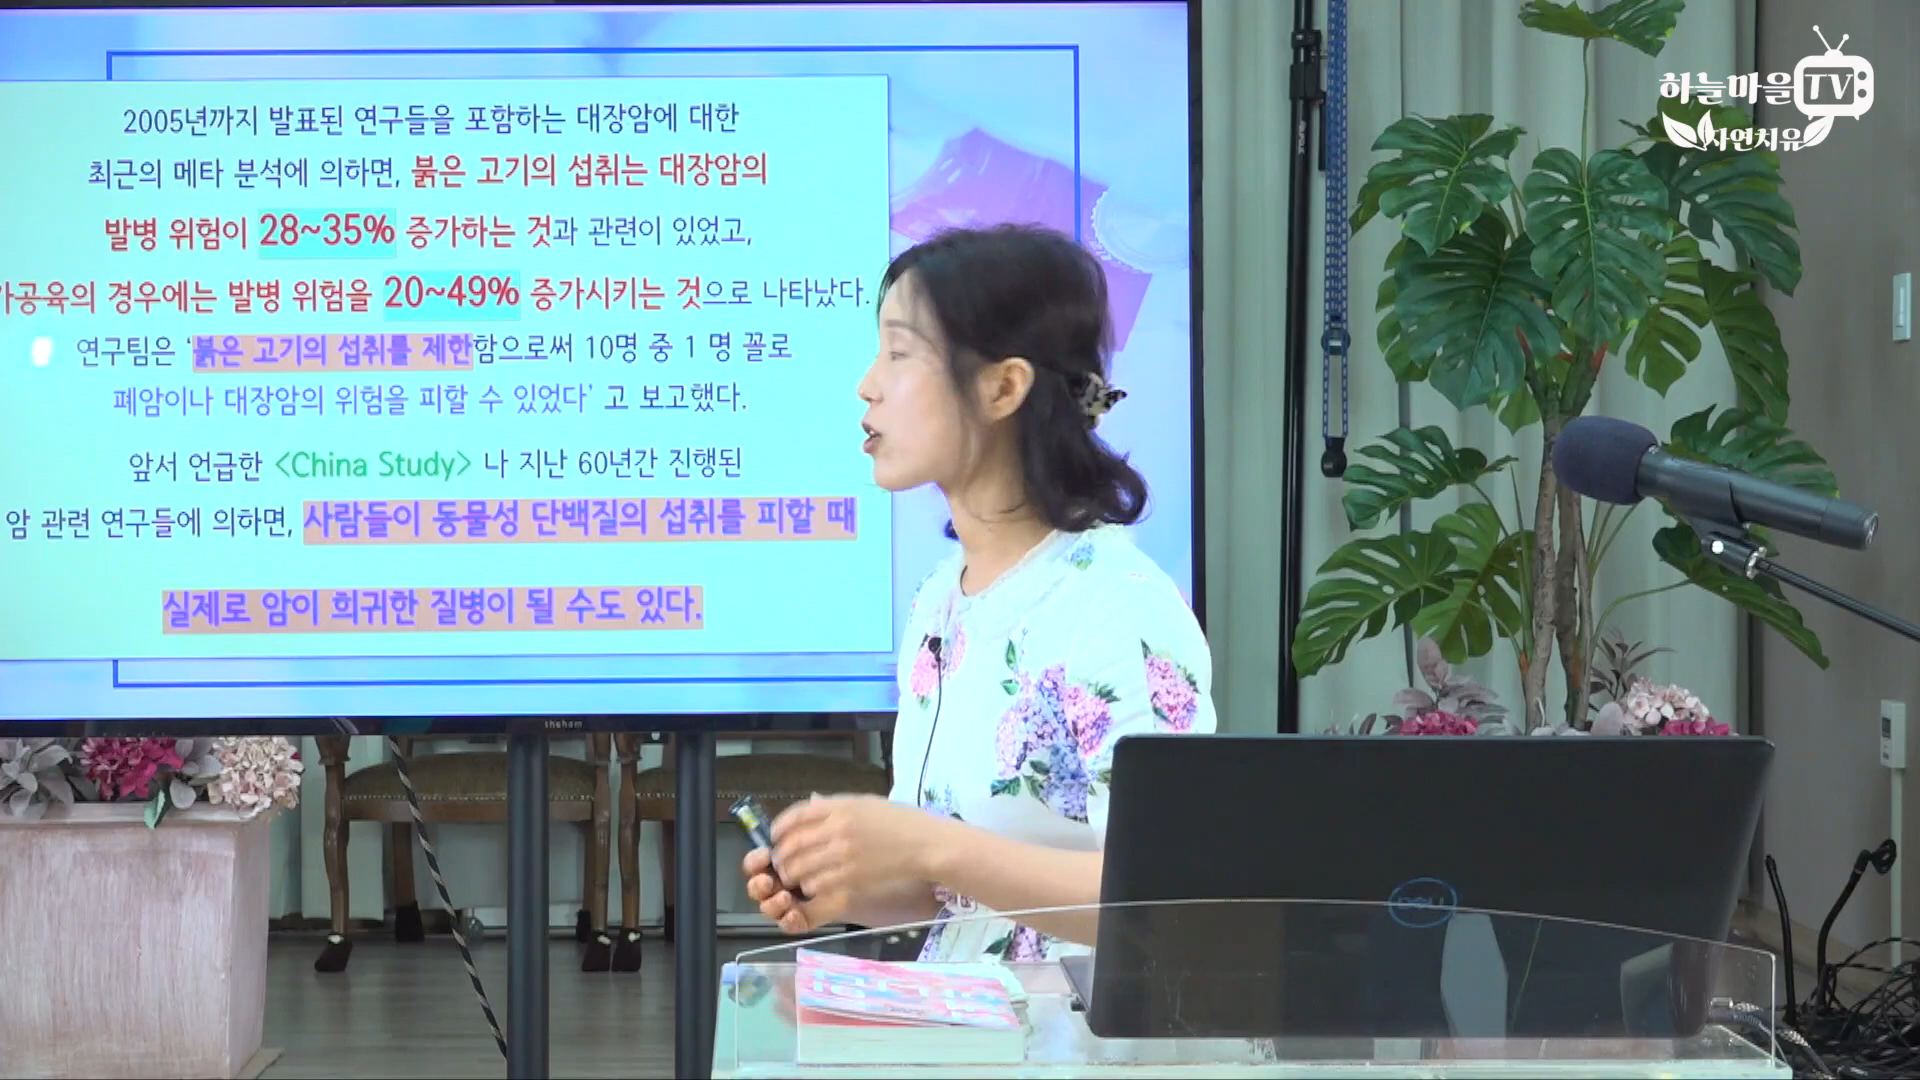 2005년까지 발표된 연구들을 포함하는 대장암에 대한
최근의 메타 분석에 의하면, 붉은 고기의 섭취는 대장암의
발병 위험이 28~35% 증가하는 것과 관련이 있었고,
가공육의 경우에는 발병 위험을 20~49% 증가시키는 것으로 나타났다.
연구팀은 ‘붉은 고기의 섭취를 제한함으로써 10명 중 1 명 꼴로
폐암이나 대장암의 위험을 피할 수 있었다’ 고 보고했다.
앞서 언급한 <China Study> 나 지난 60년간 진행된
암 관련 연구들에 의하면, 사람들이 동물성 단백질의 섭취를 피할 때
실제로 암이 희귀한 질병이 될 수도 있다.
theham
하늘마을 TV
자연치유
DELL